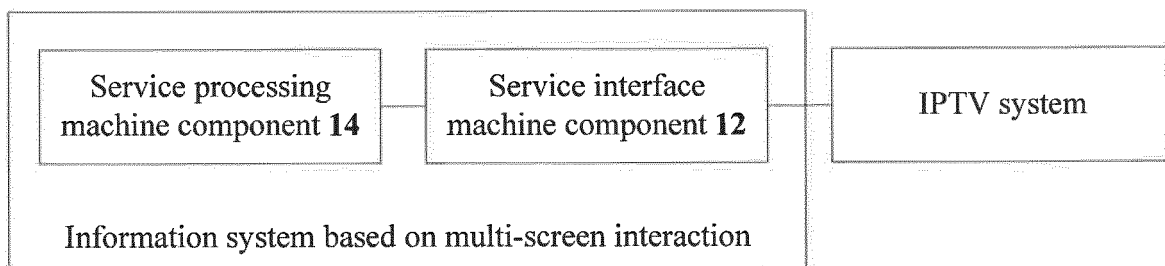 Service processing
machine component 14
Service interface
machine component 12
IPTV system
Information system based on multi-screen interaction